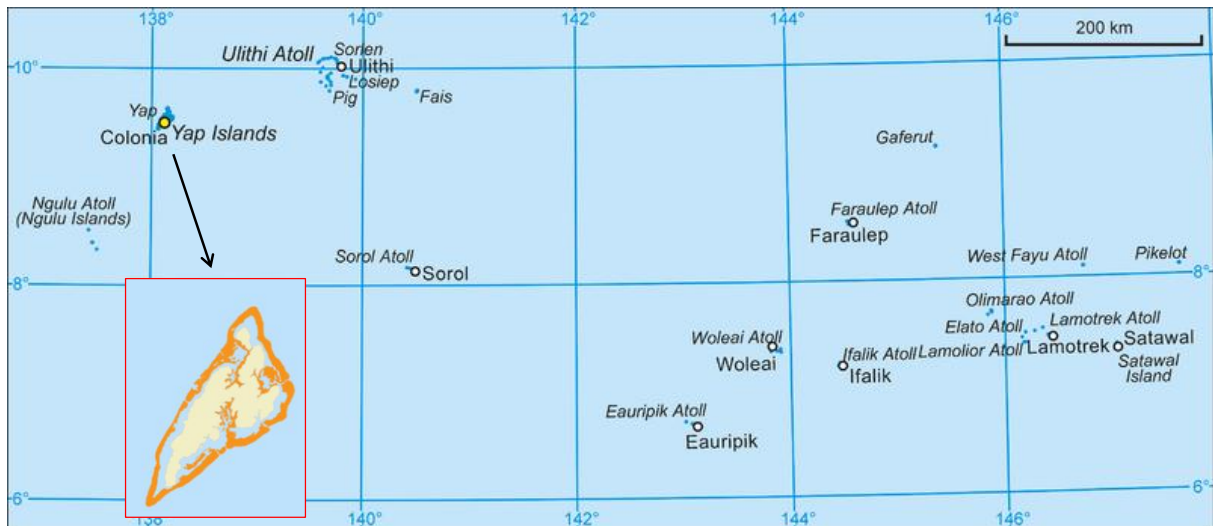 138°
140°
142°
144°
146°
200 km
Ulithi Atoll
Sorlen
Ulithi
Losiep
Pig
Fais
10°
10°
Yap
Colonia
Yap Islands
Gaferut
Ngulu Atoll
(Ngulu Islands)
Faraulep Atoll
Faraulep
Sorol Atoll
Sorol
West Fayu Atoll
Pikelot
8°
8°
Olimarao Atoll
Elato Atoll
Lamotrek Atoll
Woleai Atoll
Woleai
Ifalik Atoll
Ifalik
Lamolior Atoll
Lamotrek
Satawal
Satawal
Island
Eauripik Atoll
Eauripik
6°
6°
138°
140°
142°
144°
146°